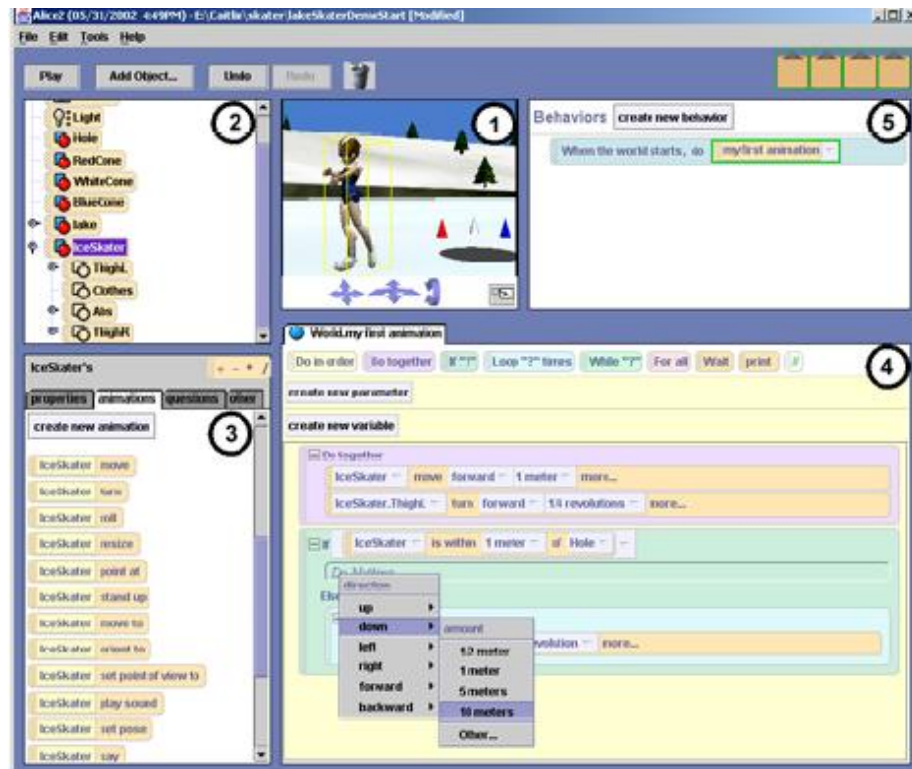 Alice2 (05/31/2002 4:49PM) - E:\Caitlin\skater\lakeSkaterDemoStart [Modified]
File Edit Tools Help
Play Add Object... Undo Redo
Light
Hole
RedCone
WhiteCone
BlueCone
lake
IceSkater
ThighL
Clothes
Abs
ThighR
2
1
Behaviors create new behavior
5
When the world starts, do my first animation
IceSkater's
+ - * /
properties animations questions other
create new animation
3
IceSkater move
IceSkater turn
IceSkater roll
IceSkater resize
IceSkater point at
IceSkater stand up
IceSkater move to
IceSkater orient to
IceSkater set point of view to
IceSkater play sound
IceSkater set pose
IceSkater say
World.my first animation
Do in order Do together If "?" Loop "?" times While "?" For all Wait print //
4
create new parameter
create new variable
Do together
IceSkater move forward 1 meter more...
IceSkater.ThighL turn forward 1/4 revolutions more...
If IceSkater is within 1 meter of Hole
Do Nothing
Else
direction
up
down
left
right
forward
backward
amount
1/2 meter
1 meter
5 meters
10 meters
Other...
revolution more...